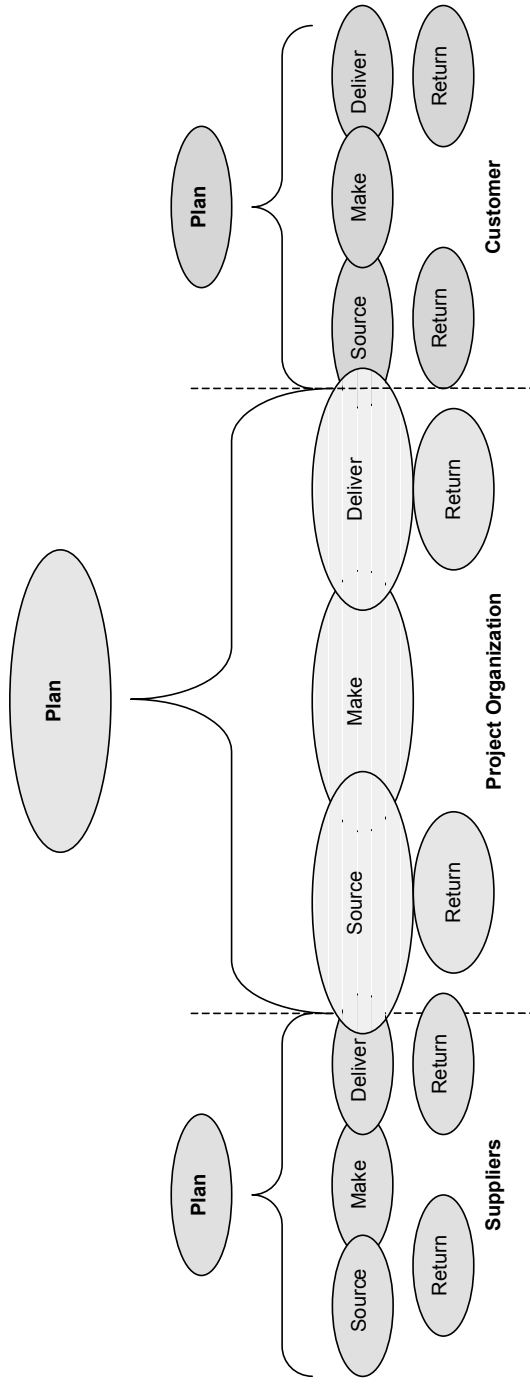 Plan
Plan
Plan
Source
Make
Deliver
Source
Make
Deliver
Source
Make
Deliver
Return
Return
Return
Return
Return
Return
Suppliers
Project Organization
Customer